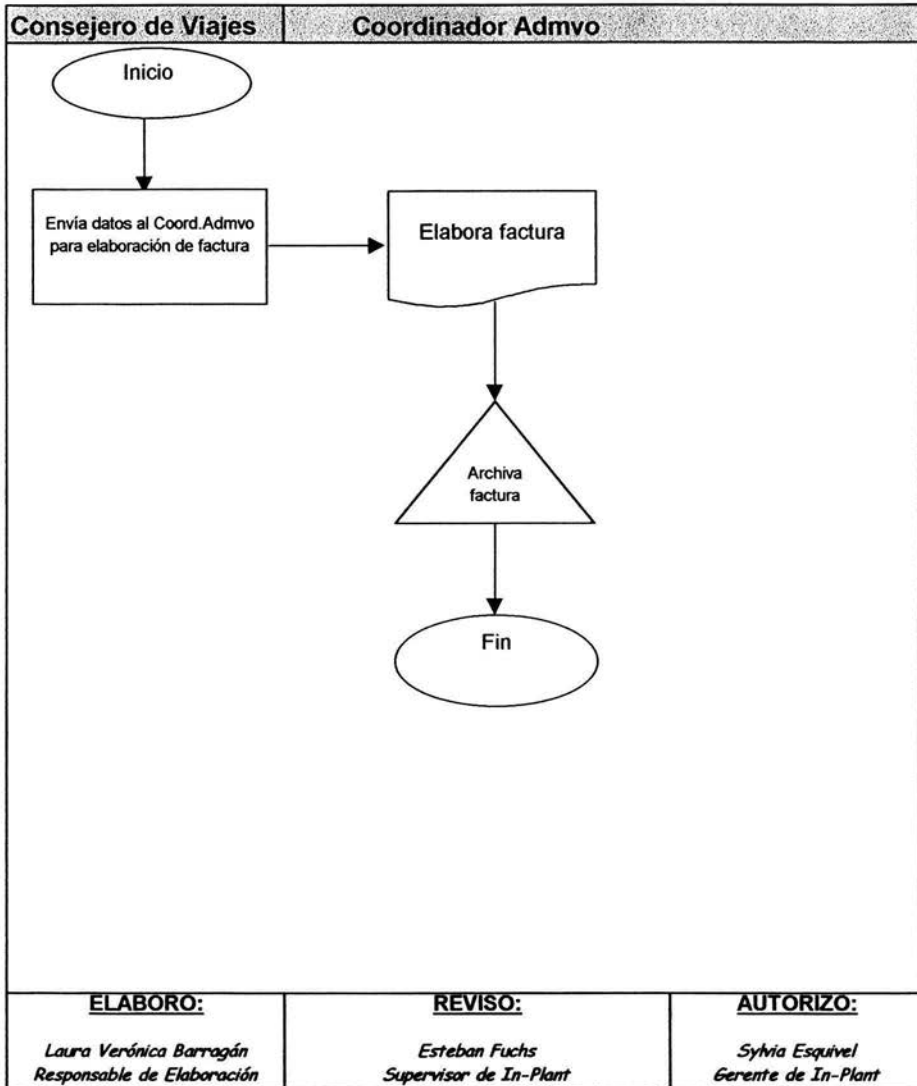 Consejero de Viajes
Coordinador Admvo
Inicio
Envía datos al Coord.Admvo
para elaboración de factura
Elabora factura
Archiva
factura
Fin
ELABORO:
REVISO:
AUTORIZO:
Laura Verónica Barragán
Esteban Fuchs
Sylvia Esquivel
Responsable de Elaboración
Supervisor de In-Plant
Gerente de In-Plant